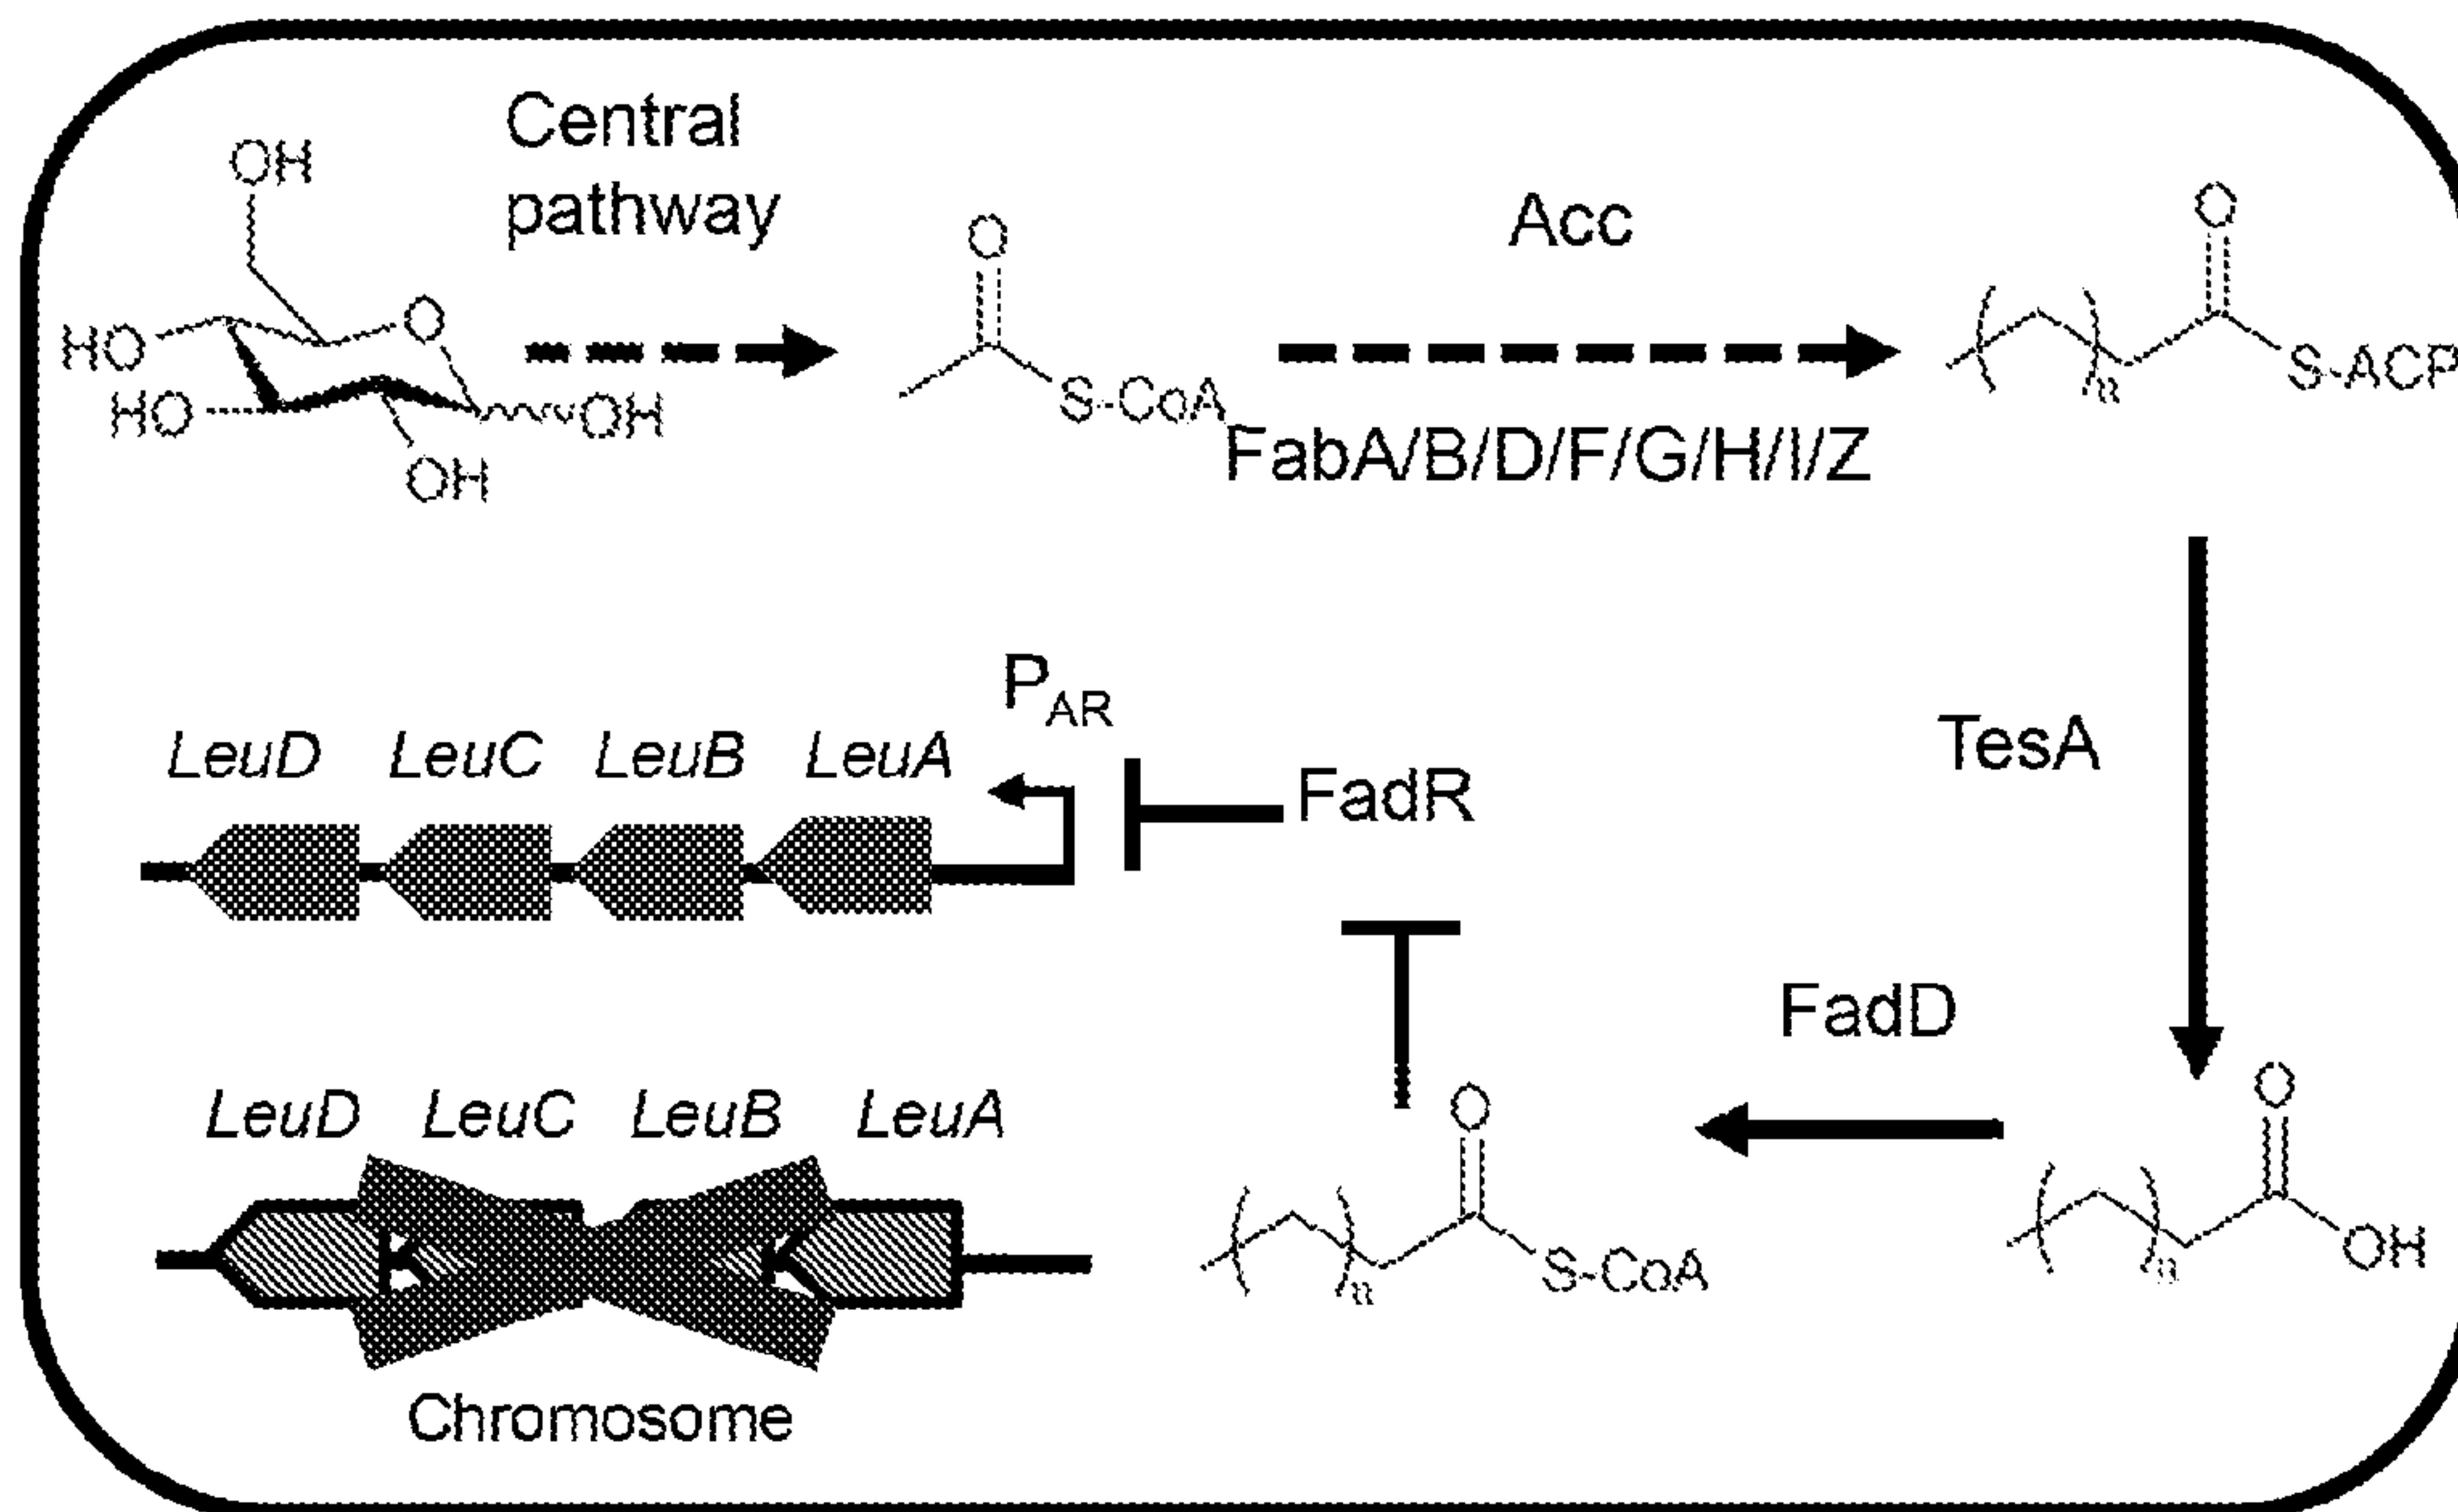 Central
pathway
Acc
OH
O
HO
HO
OH
OH
O
S-CoA
FabA/B/D/F/G/H/I/Z
O
S-ACP
n
TesA
P_AR
LeuD LeuC LeuB LeuA
FadR
FadD
LeuD LeuC LeuB LeuA
Chromosome
O
S-CoA
n
O
OH
n